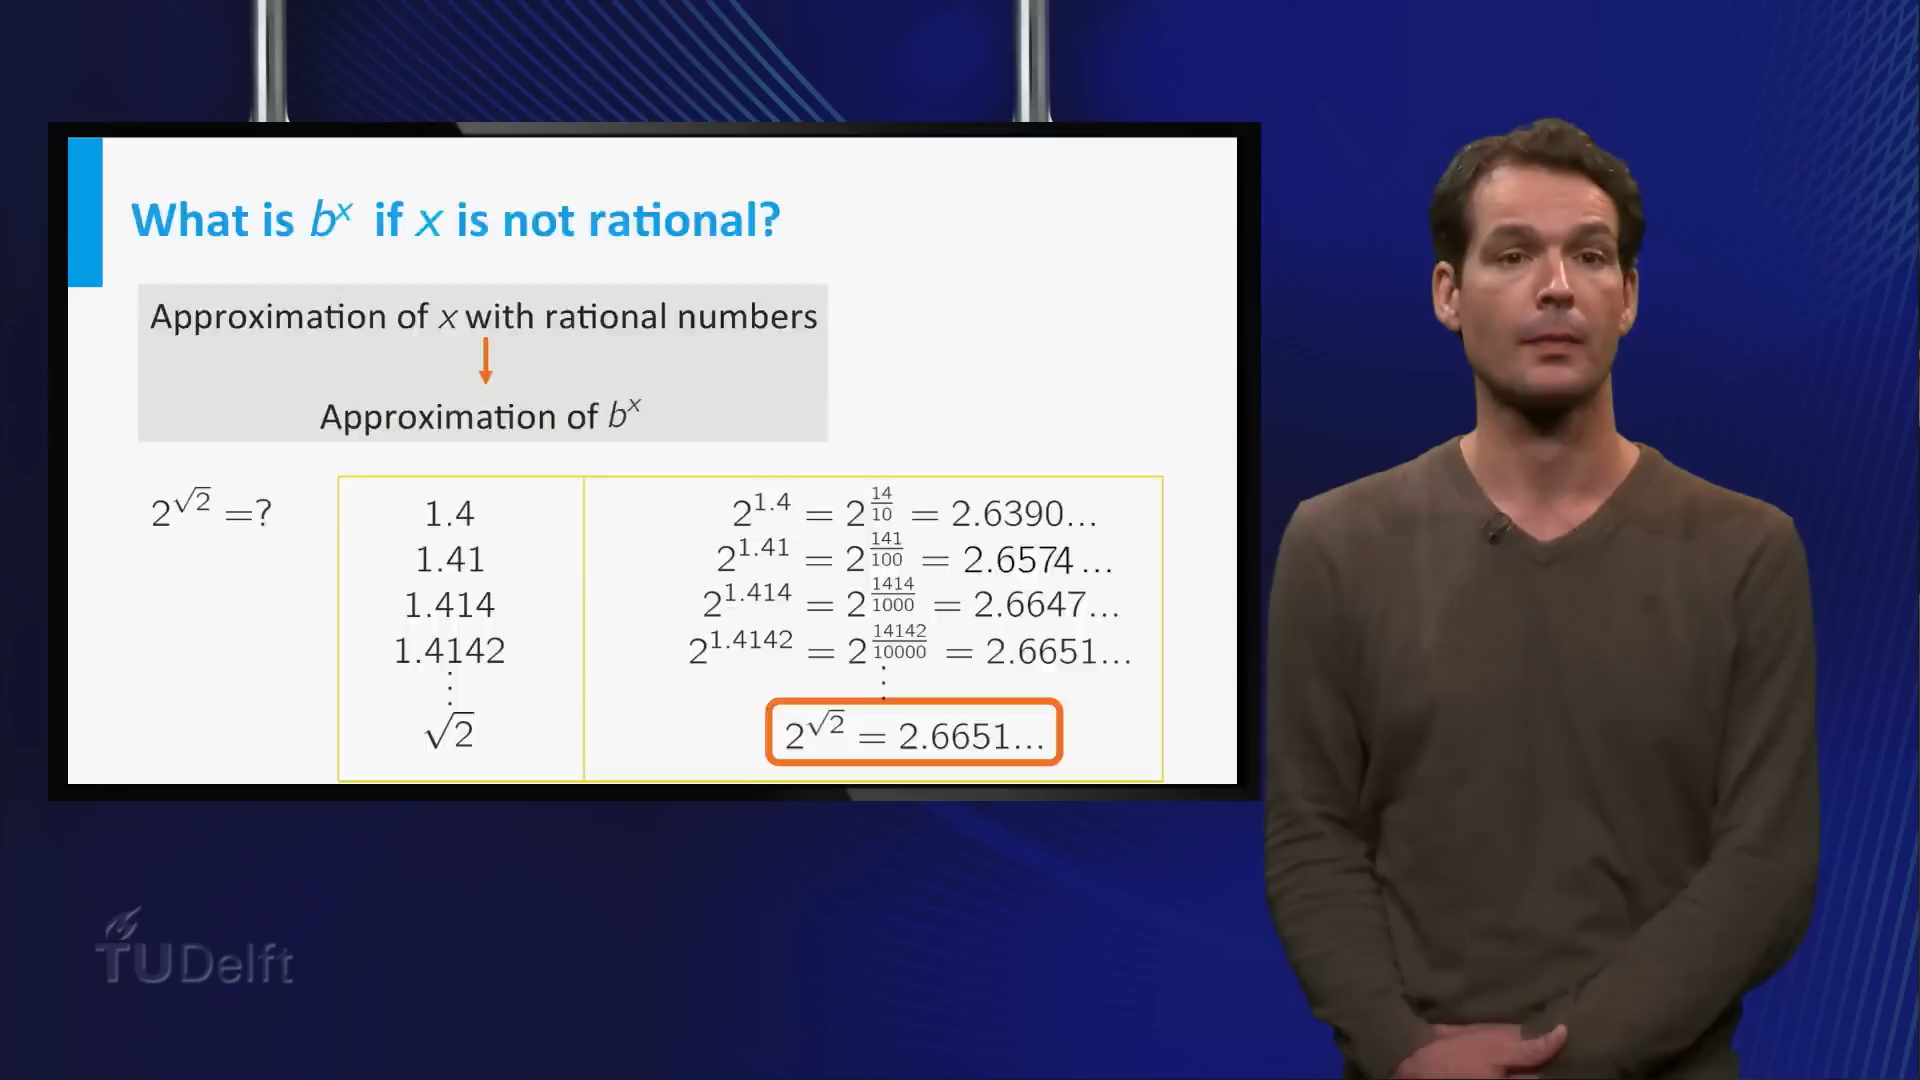 What is bˣ if x is not rational?
Approximation of x with rational numbers
↓
Approximation of bˣ
2^√2 =?
1.4
2^1.4 = 2^(14/10) = 2.6390...
1.41
2^1.41 = 2^(141/100) = 2.6574...
1.414
2^1.414 = 2^(1414/1000) = 2.6647...
1.4142
2^1.4142 = 2^(14142/10000) = 2.6651...
⋮
⋮
√2
2^√2 = 2.6651...
TUDelft